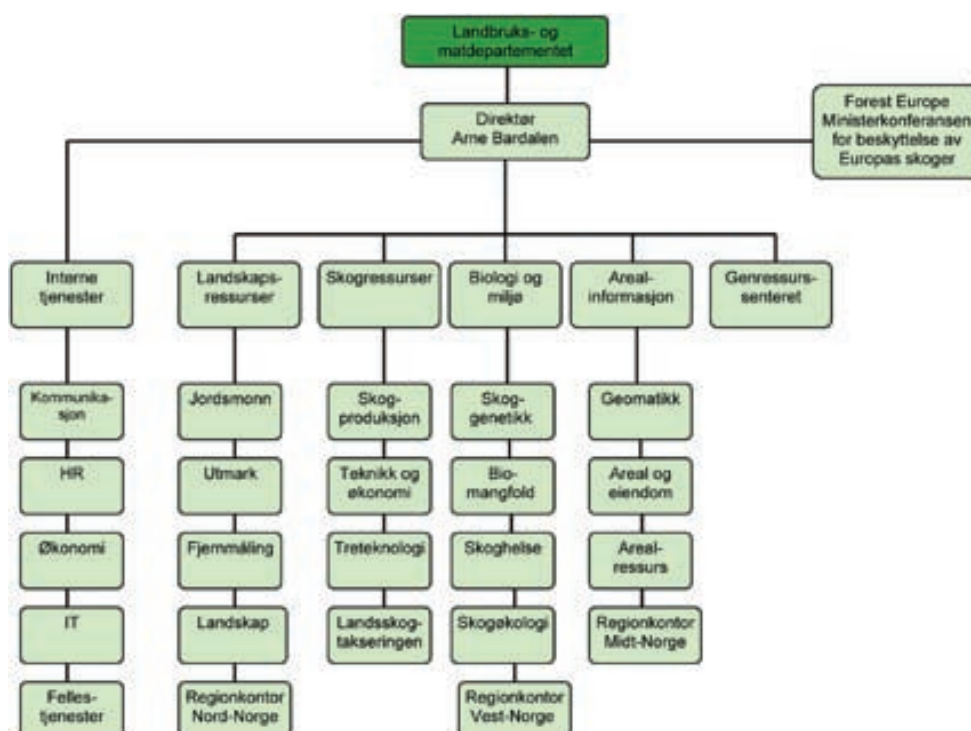 Landbruks- og
matdepartementet
Direktør
Arne Bardalen
Forest Europe
Ministerkonferansen
for beskyttelse av
Europas skoger
Interne
tjenester
Landskaps-
ressurser
Skogressurser
Biologi og
miljø
Areal-
informasjon
Genressurs-
senteret
Kommunika-
sjon
Jordsmonn
Skog-
produksjon
Skog-
genetikk
Geomatikk
HR
Utmark
Teknikk og
økonomi
Bio-
mangfold
Areal og
eiendom
Økonomi
Fjernmåling
Treteknologi
Skoghelse
Areal-
ressurs
IT
Landskap
Landsskog-
takseringen
Skogøkologi
Regionkontor
Midt-Norge
Felles-
tjenester
Regionkontor
Nord-Norge
Regionkontor
Vest-Norge